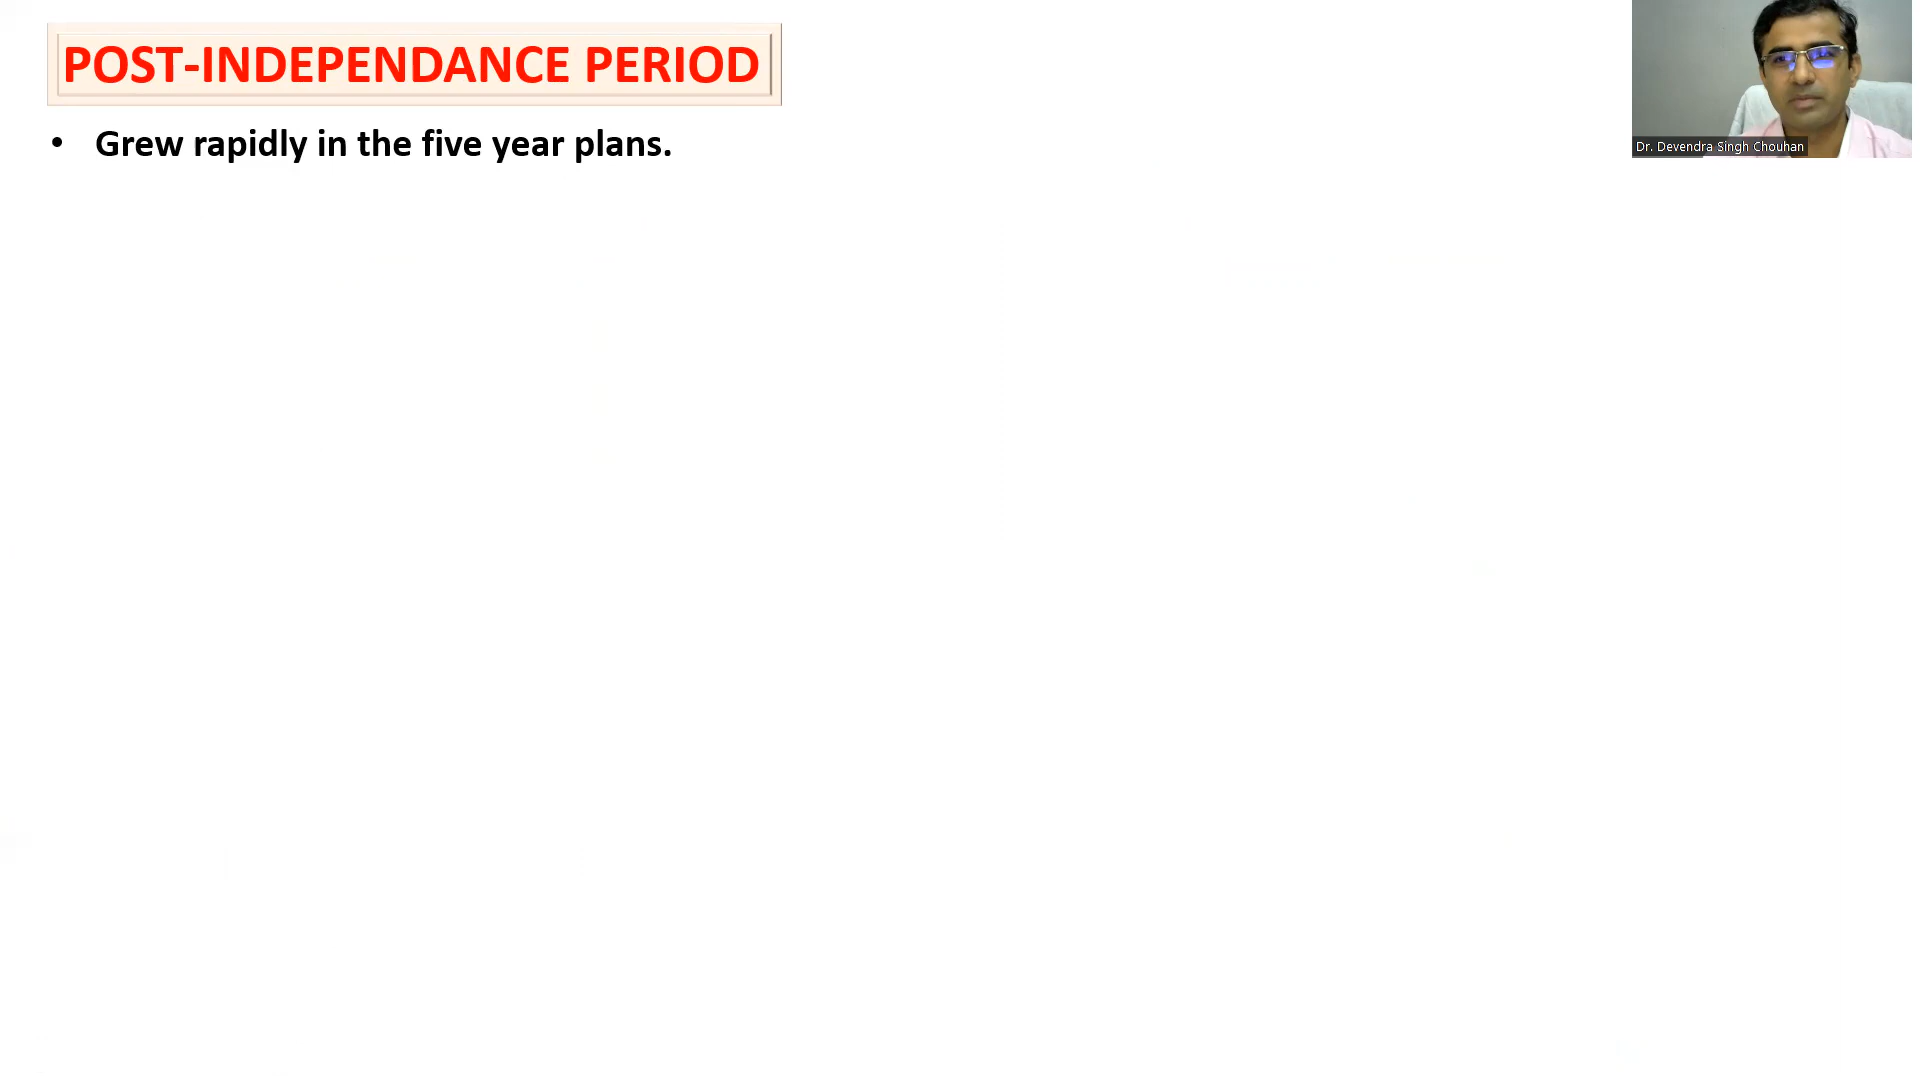 POST-INDEPENDANCE PERIOD
• Grew rapidly in the five year plans.
Dr. Devendra Singh Chouhan